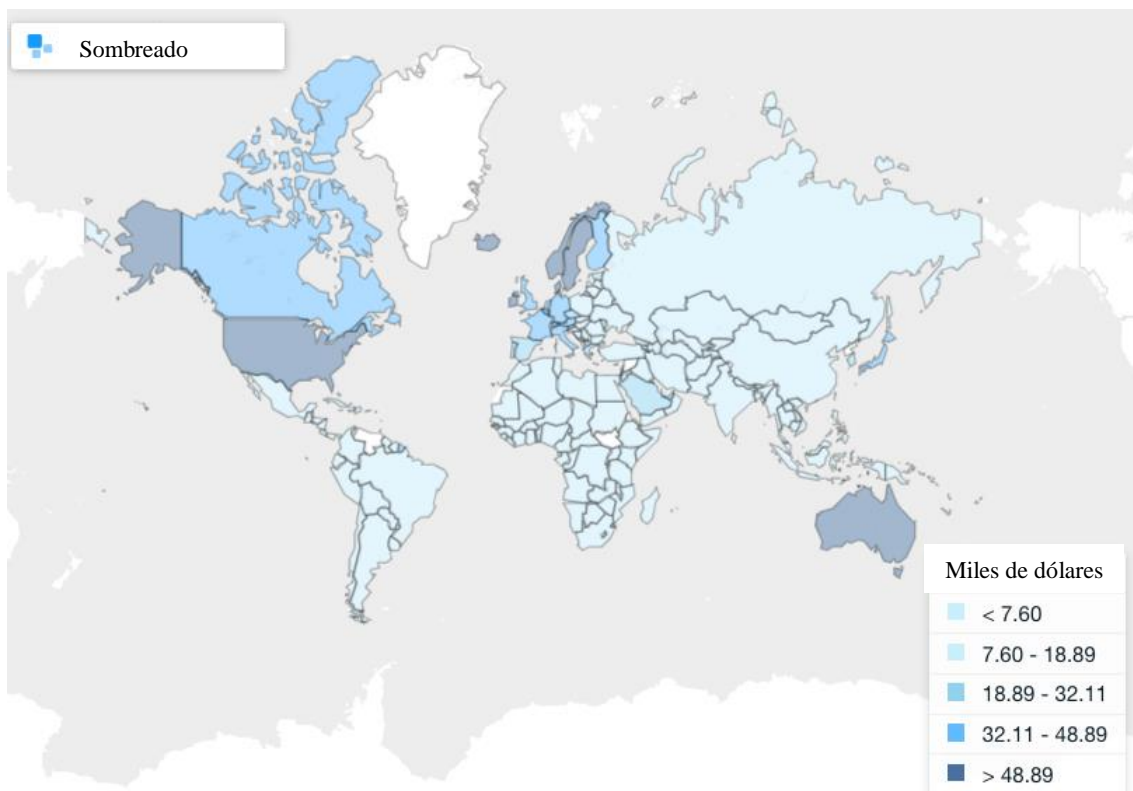 Sombreado
Miles de dólares
< 7.60
7.60 - 18.89
18.89 - 32.11
32.11 - 48.89
> 48.89